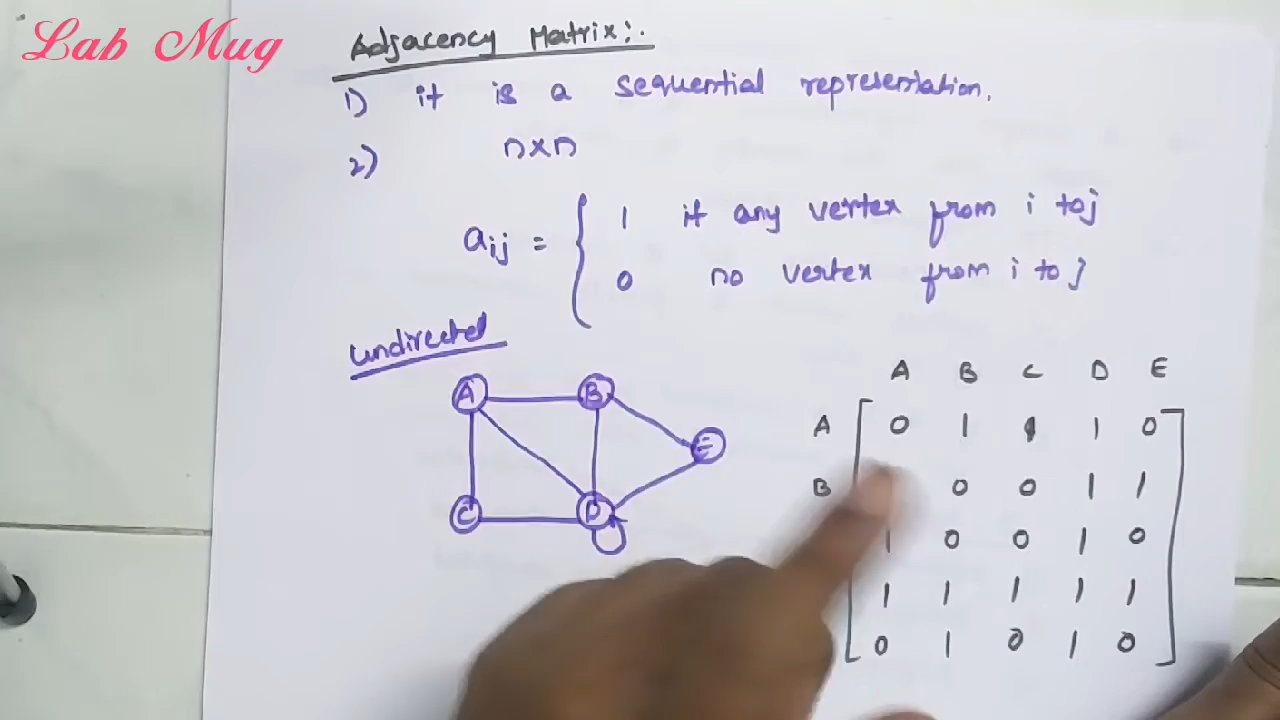 Lab Mug
Adjacency Matrix:.
1) it is a sequential representation.
2) n×n
aij = { 1 if any vertex from i to j
0 no vertex from i to j
undirected
A B E C D
A B C D E
A 0 1 1 1 0
B 0 0 1 1
1 0 0 1 0
1 1 1 1 1
0 1 0 1 0